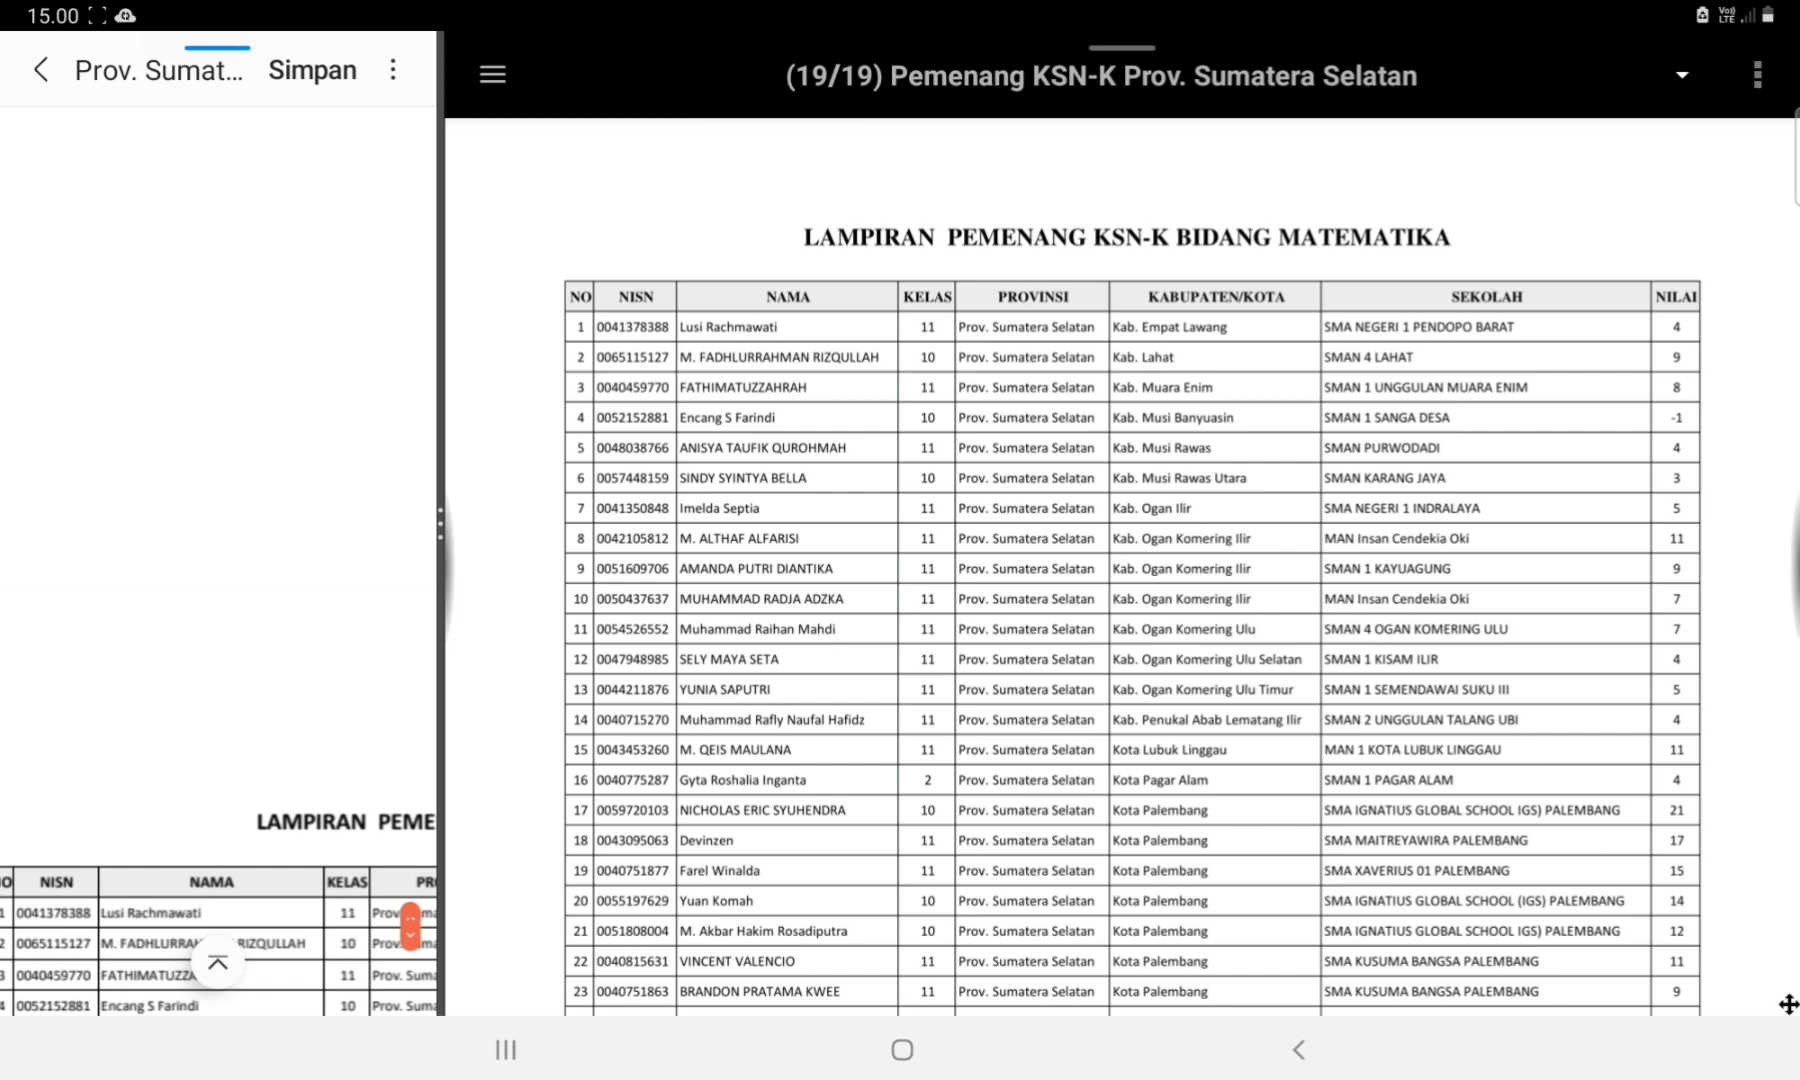 15.00
Vo)) LTE
Prov. Sumat... Simpan
LAMPIRAN PEME
NISN NAMA KELAS
0041378388 Lusi Rachmawati 11
0065115127 M. RIZQULLAH 10
0040459770 11 Prov.
0052152881 Encang S Farindi 10 Prov.
(19/19) Pemenang KSN-K Prov. Sumatera Selatan
LAMPIRAN PEMENANG KSN-K BIDANG MATEMATIKA
NO NISN NAMA KELAS PROVINSI KABUPATEN/KOTA SEKOLAH NILAI
1 0041378388 Lusi Rachmawati 11 Prov. Sumatera Selatan Kab. Empat Lawang SMA NEGERI 1 PENDOPO BARAT 4
2 0065115127 M. FADHLURRAHMAN RIZQULLAH 10 Prov. Sumatera Selatan Kab. Lahat SMAN 4 LAHAT 9
3 0040459770 FATHIMATUZZAHRAH 11 Prov. Sumatera Selatan Kab. Muara Enim SMAN 1 UNGGULAN MUARA ENIM 8
4 0052152881 Encang S Farindi 10 Prov. Sumatera Selatan Kab. Musi Banyuasin SMAN 1 SANGA DESA -1
5 0048038766 ANISYA TAUFIK QUROHMAH 11 Prov. Sumatera Selatan Kab. Musi Rawas SMAN PURWODADI 4
6 0057448159 SINDY SYINTYA BELLA 10 Prov. Sumatera Selatan Kab. Musi Rawas Utara SMAN KARANG JAYA 3
7 0041350848 Imelda Septia 11 Prov. Sumatera Selatan Kab. Ogan Ilir SMA NEGERI 1 INDRALAYA 5
8 0042105812 M. ALTHAF ALFARISI 11 Prov. Sumatera Selatan Kab. Ogan Komering Ilir MAN Insan Cendekia Oki 11
9 0051609706 AMANDA PUTRI DIANTIKA 11 Prov. Sumatera Selatan Kab. Ogan Komering Ilir SMAN 1 KAYUAGUNG 9
10 0050437637 MUHAMMAD RADJA ADZKA 11 Prov. Sumatera Selatan Kab. Ogan Komering Ilir MAN Insan Cendekia Oki 7
11 0054526552 Muhammad Raihan Mahdi 11 Prov. Sumatera Selatan Kab. Ogan Komering Ulu SMAN 4 OGAN KOMERING ULU 7
12 0047948985 SELY MAYA SETA 11 Prov. Sumatera Selatan Kab. Ogan Komering Ulu Selatan SMAN 1 KISAM ILIR 4
13 0044211876 YUNIA SAPUTRI 11 Prov. Sumatera Selatan Kab. Ogan Komering Ulu Timur SMAN 1 SEMENDAWAI SUKU III 5
14 0040715270 Muhammad Rafly Naufal Hafidz 11 Prov. Sumatera Selatan Kab. Penukal Abab Lematang Ilir SMAN 2 UNGGULAN TALANG UBI 4
15 0043453260 M. QEIS MAULANA 11 Prov. Sumatera Selatan Kota Lubuk Linggau MAN 1 KOTA LUBUK LINGGAU 11
16 0040775287 Gyta Roshalia Inganta 2 Prov. Sumatera Selatan Kota Pagar Alam SMAN 1 PAGAR ALAM 4
17 0059720103 NICHOLAS ERIC SYUHENDRA 10 Prov. Sumatera Selatan Kota Palembang SMA IGNATIUS GLOBAL SCHOOL IGS) PALEMBANG 21
18 0043095063 Devinzen 11 Prov. Sumatera Selatan Kota Palembang SMA MAITREYAWIRA PALEMBANG 17
19 0040751877 Farel Winalda 11 Prov. Sumatera Selatan Kota Palembang SMA XAVERIUS 01 PALEMBANG 15
20 0055197629 Yuan Komah 10 Prov. Sumatera Selatan Kota Palembang SMA IGNATIUS GLOBAL SCHOOL (IGS) PALEMBANG 14
21 0051808004 M. Akbar Hakim Rosadiputra 10 Prov. Sumatera Selatan Kota Palembang SMA IGNATIUS GLOBAL SCHOOL IGS) PALEMBANG 12
22 0040815631 VINCENT VALENCIO 11 Prov. Sumatera Selatan Kota Palembang SMA KUSUMA BANGSA PALEMBANG 11
23 0040751863 BRANDON PRATAMA KWEE 11 Prov. Sumatera Selatan Kota Palembang SMA KUSUMA BANGSA PALEMBANG 9